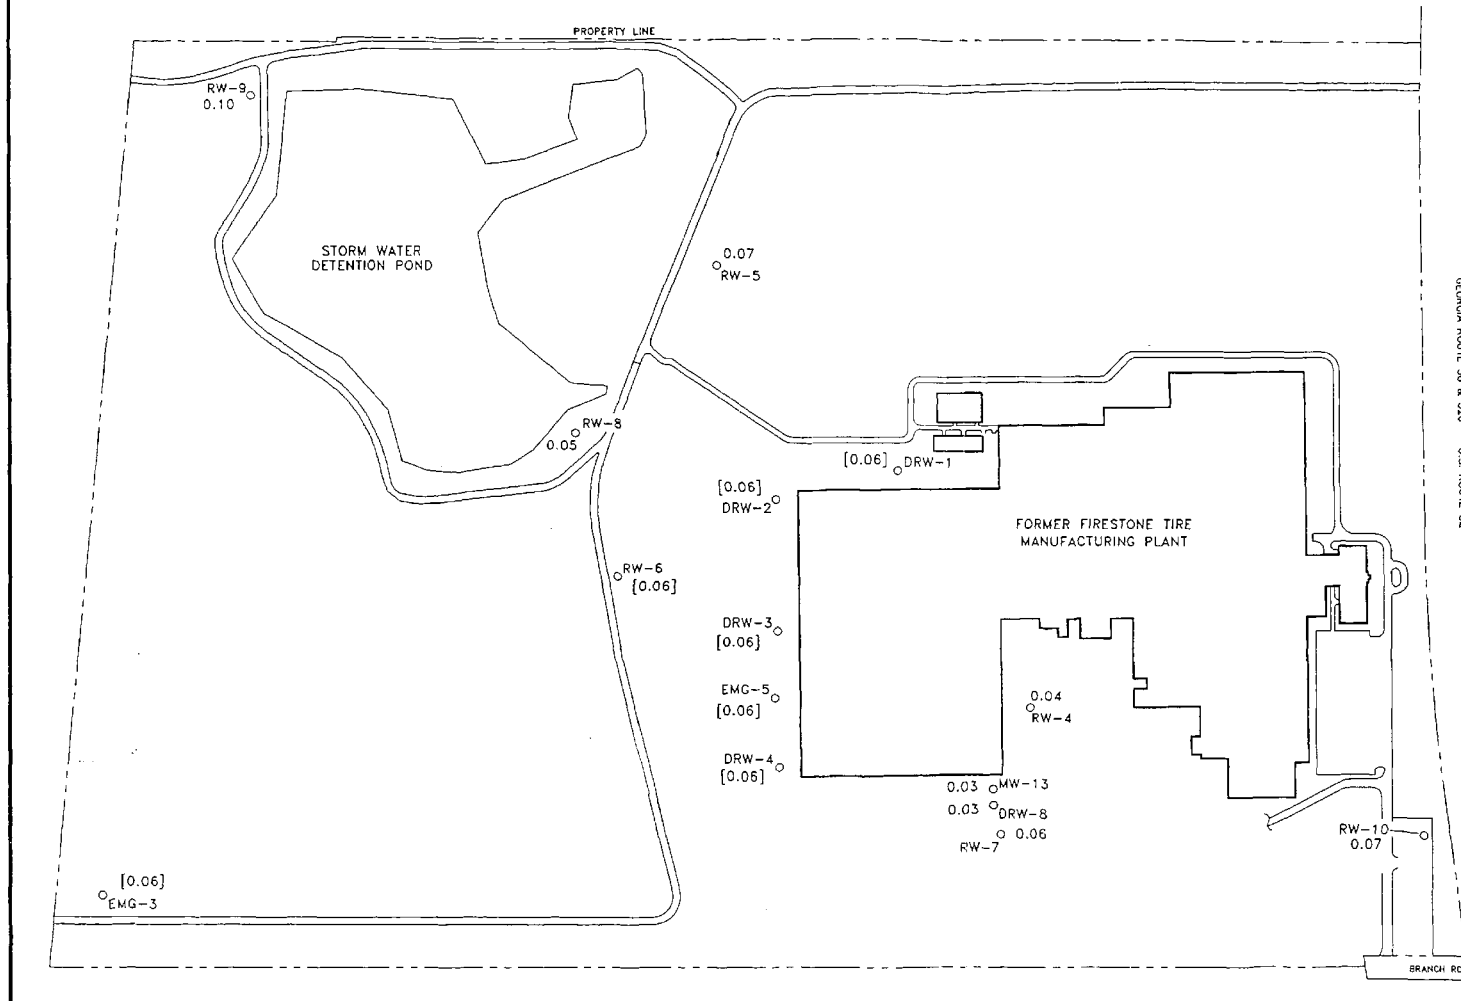 PROPERTY LINE
RW-9
0.10
STORM WATER
DETENTION POND
0.07
RW-5
RW-8
0.05
[0.06]
DRW-1
[0.06]
DRW-2
FORMER FIRESTONE TIRE
MANUFACTURING PLANT
RW-6
[0.06]
DRW-3
[0.06]
EMG-5
[0.06]
0.04
RW-4
DRW-4
[0.06]
0.03 MW-13
0.03 DRW-8
RW-7 0.06
RW-10
0.07
[0.06]
EMG-3
BRANCH RD